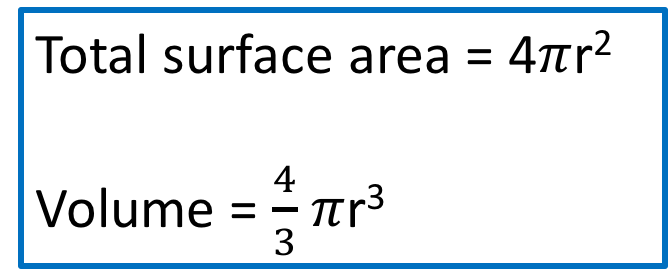 Total surface area = 4πr²
Volume = 4/3 πr³